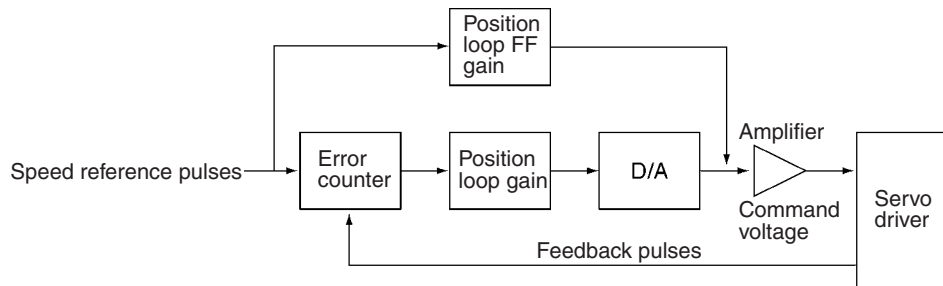 Position
loop FF
gain
Speed reference pulses
Error
counter
Position
loop gain
D/A
Amplifier
Command
voltage
Servo
driver
Feedback pulses